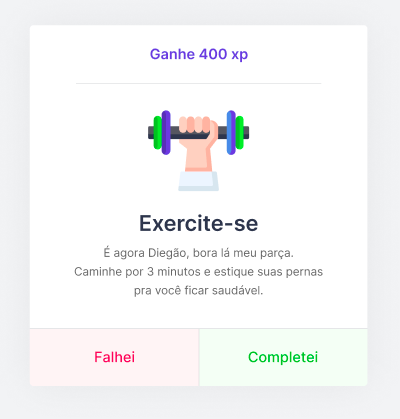 Ganhe 400 xp
Exercite-se
É agora Diegão, bora lá meu parça.
Caminhe por 3 minutos e estique suas pernas
pra você ficar saudável.
Falhei
Completei